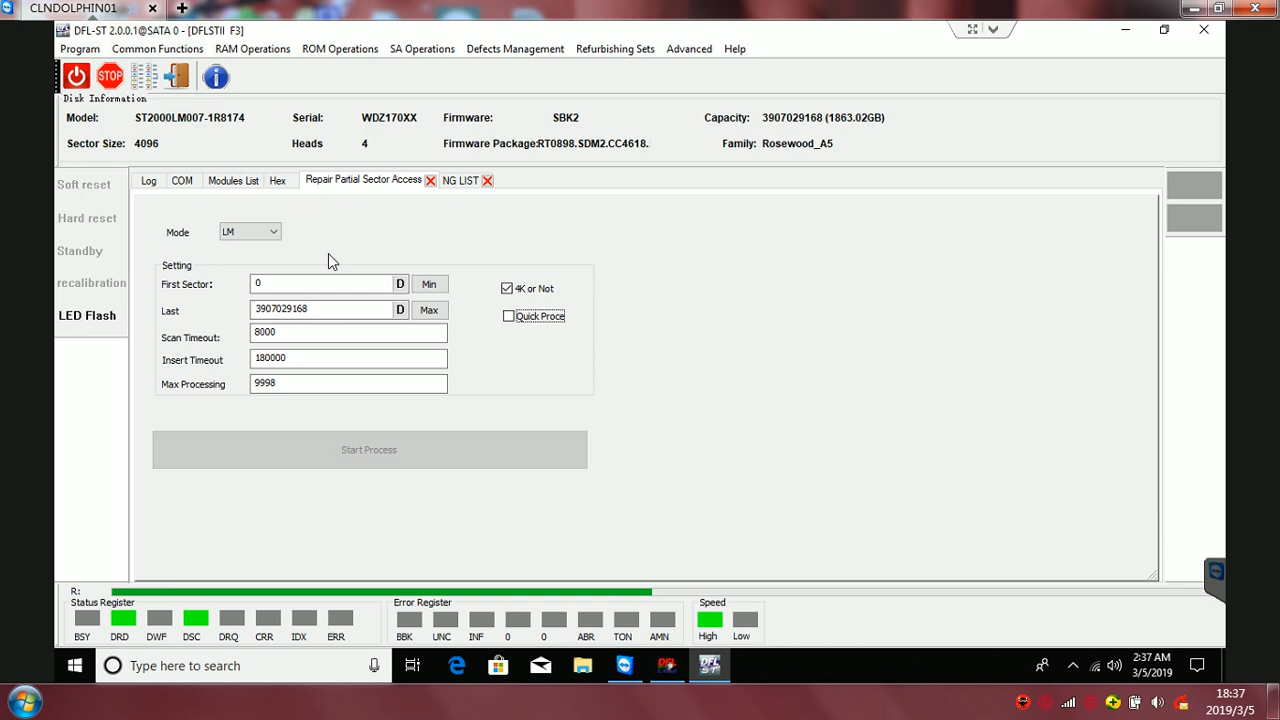 CLNDOLPHIN01
DFL-ST 2.0.0.1@SATA 0 - [DFLSTII F3]
Program Common Functions RAM Operations ROM Operations SA Operations Defects Management Refurbishing Sets Advanced Help
STOP
Disk Information
Model: ST2000LM007-1R8174 Serial: WDZ170XX Firmware: SBK2 Capacity: 3907029168 (1863.02GB)
Sector Size: 4096 Heads 4 Firmware Package:RT0898.SDM2.CC4618. Family: Rosewood_A5
Soft reset
Hard reset
Standby
recalibration
LED Flash
Log COM Modules List Hex Repair Partial Sector Access NG LIST
Mode LM
Setting
First Sector: 0 D Min
Last 3907029168 D Max
Scan Timeout: 8000
Insert Timeout 180000
Max Processing 9998
4K or Not
Quick Proce
Start Process
R:
Status Register Error Register Speed
BSY DRD DWF DSC DRQ CRR IDX ERR BBK UNC INF 0 0 ABR TON AMN High Low
Type here to search
DFL
DFL
ST
2:37 AM
3/5/2019
18:37
2019/3/5